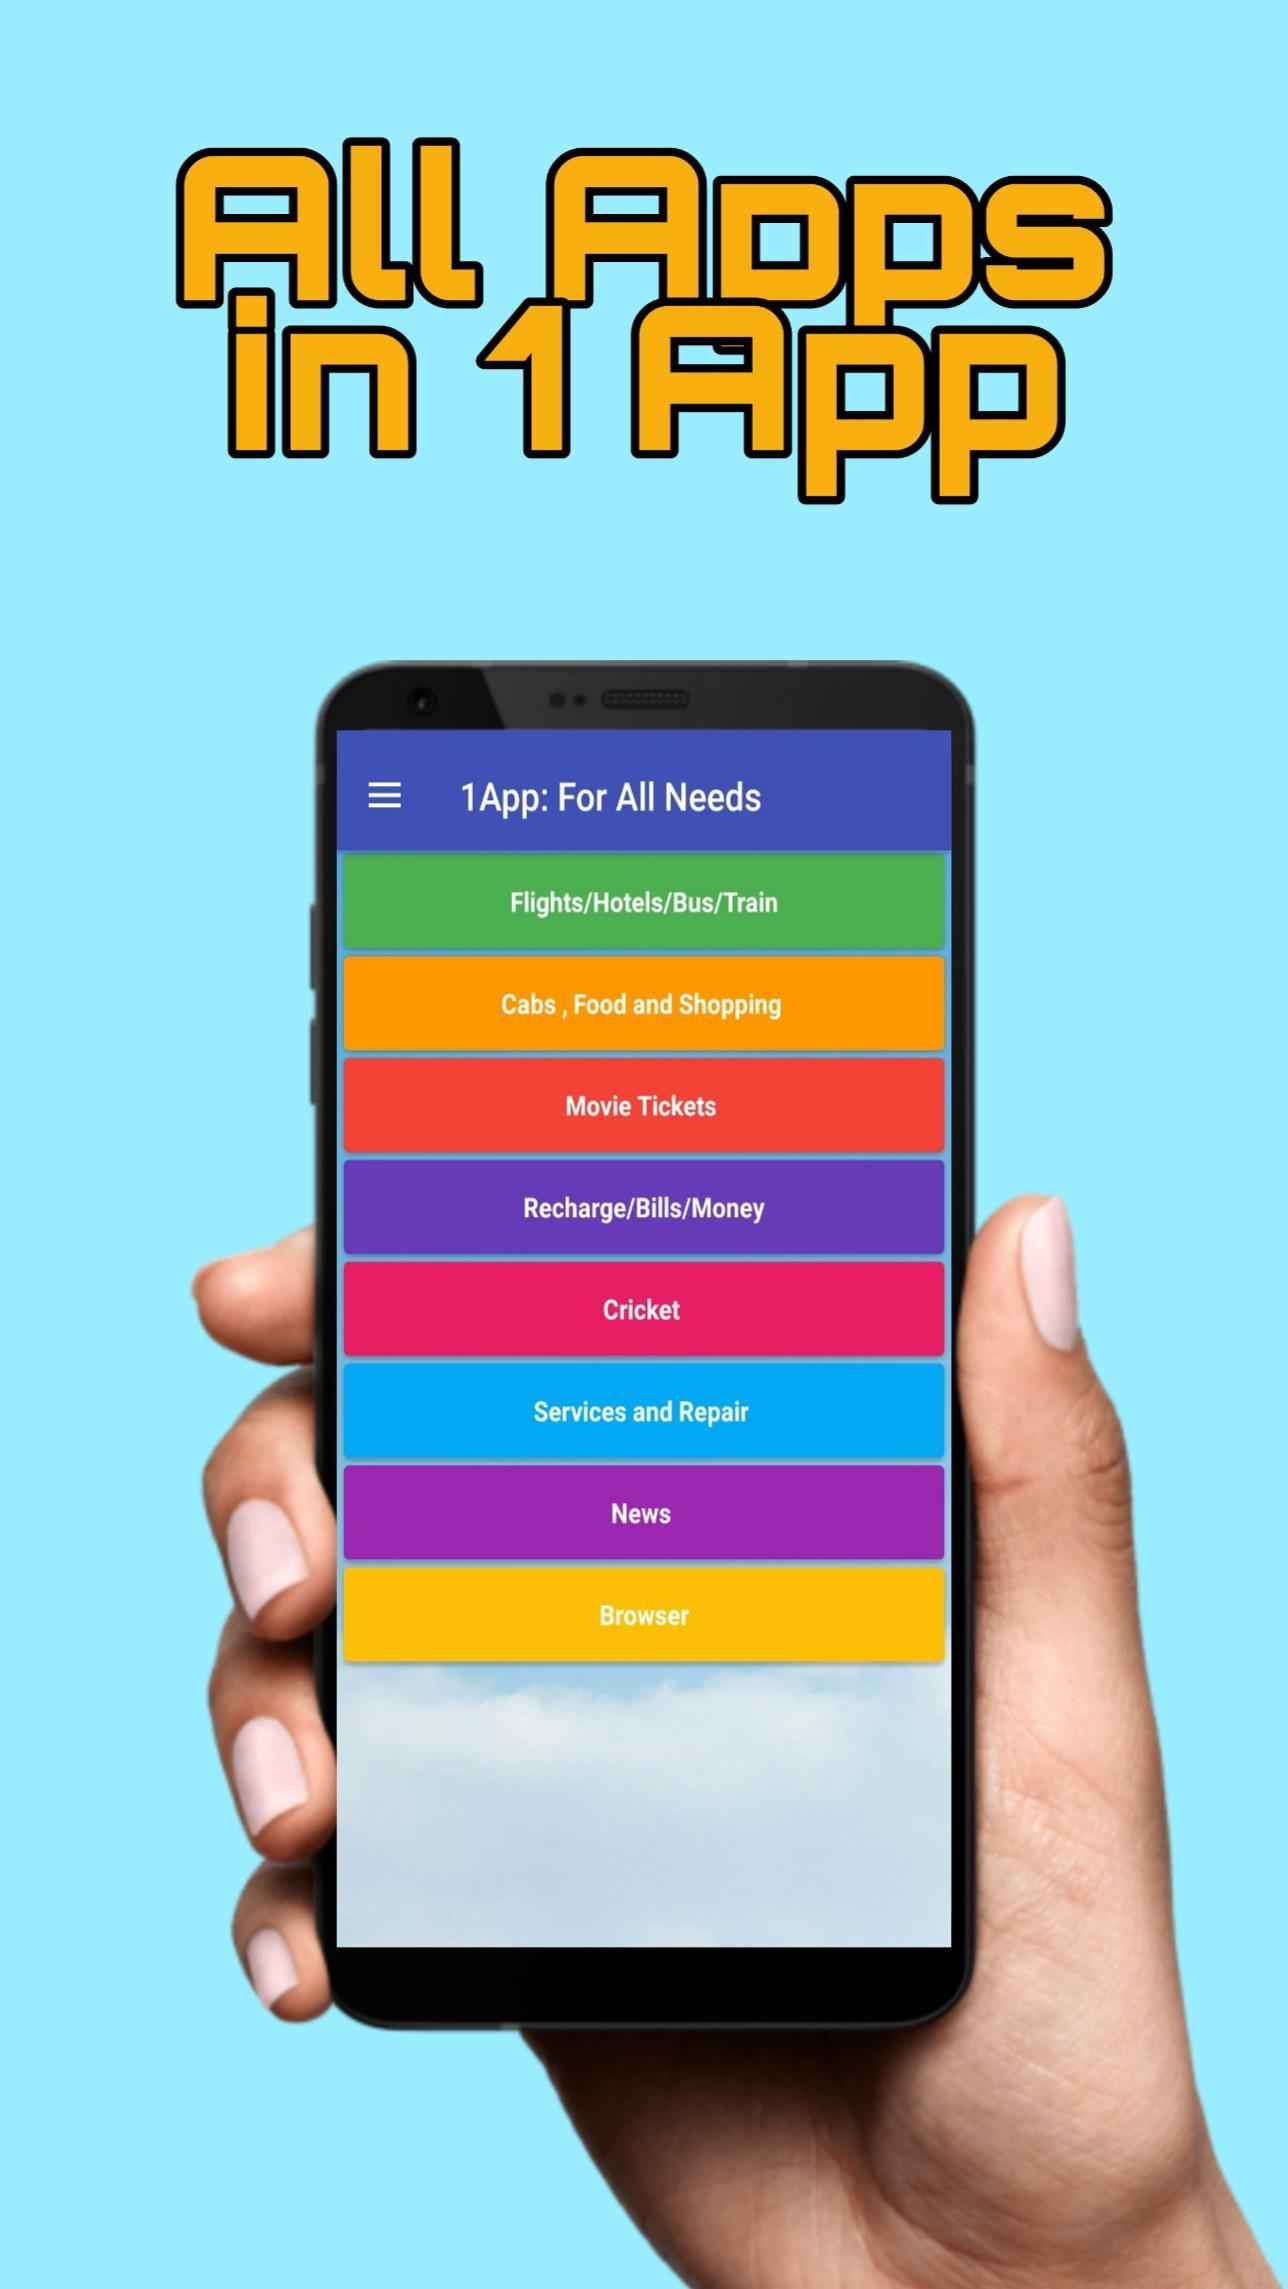 All Apps
in 1 App
1App: For All Needs
Flights/Hotels/Bus/Train
Cabs , Food and Shopping
Movie Tickets
Recharge/Bills/Money
Cricket
Services and Repair
News
Browser